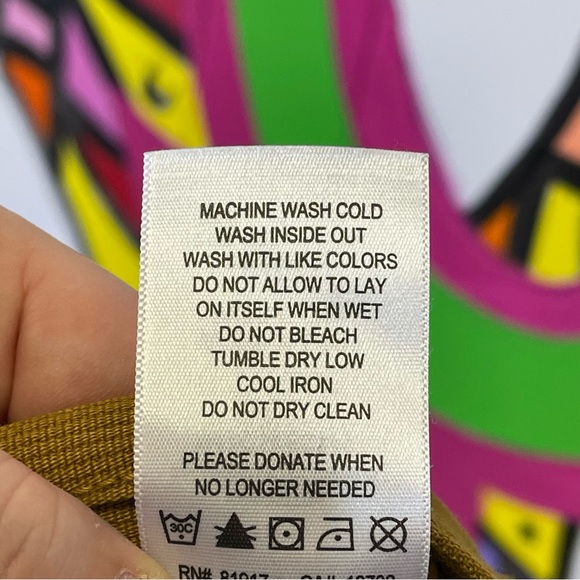 MACHINE WASH COLD
WASH INSIDE OUT
WASH WITH LIKE COLORS
DO NOT ALLOW TO LAY
ON ITSELF WHEN WET
DO NOT BLEACH
TUMBLE DRY LOW
COOL IRON
DO NOT DRY CLEAN
PLEASE DONATE WHEN
NO LONGER NEEDED
30C
RN# 81917